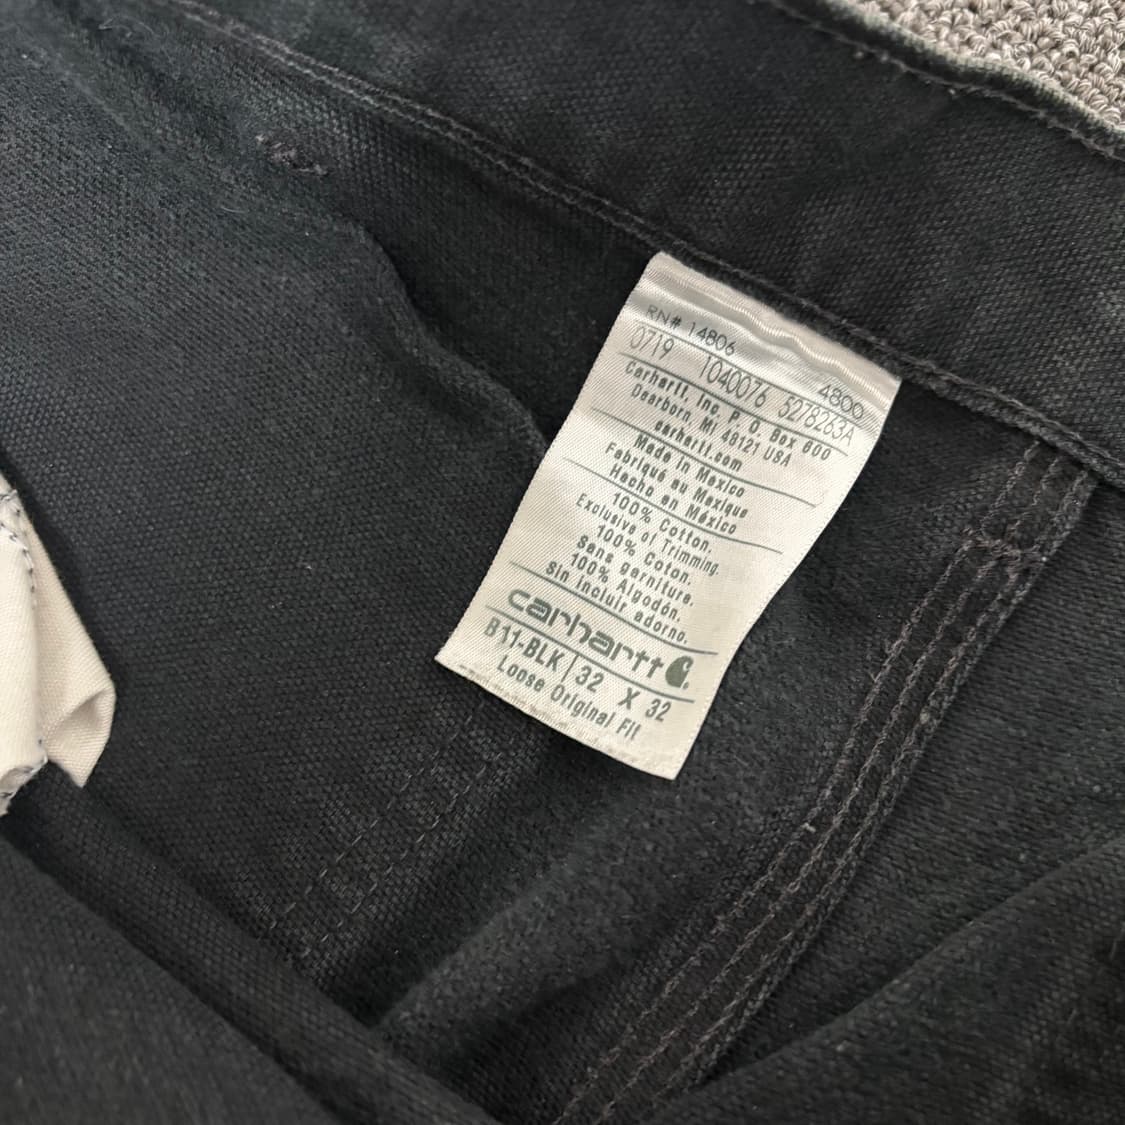 RN# 14806 4800
0719 1040076 5278263A
Carhartt, Inc. P. O. Box 600
Dearborn, MI 48121 USA
carhartt.com
Made in Mexico
Fabriqué au Mexique
Hecho en México
100% Cotton.
Exclusive of Trimming.
100% Coton.
Sans garniture.
100% Algodón.
Sin incluir adorno.
carhartt
B11-BLK | 32 X 32
Loose Original Fit